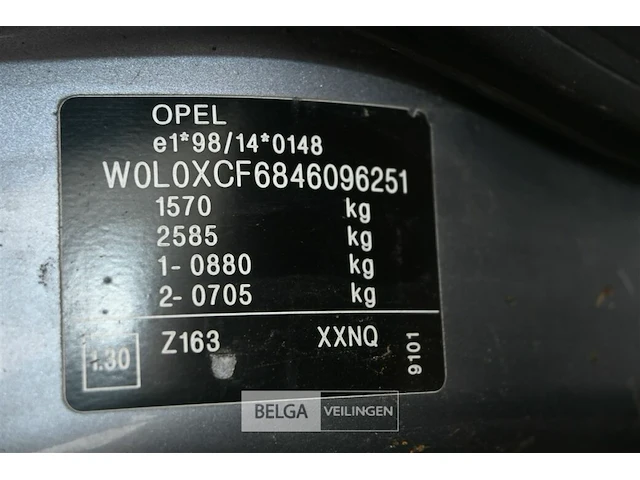 OPEL
e1*98/14*0148
W0L0XCF6846096251
1570 kg
2585 kg
1- 0880 kg
2- 0705 kg
Z163 XXNQ 9101
1.30
BELGA VEILINGEN